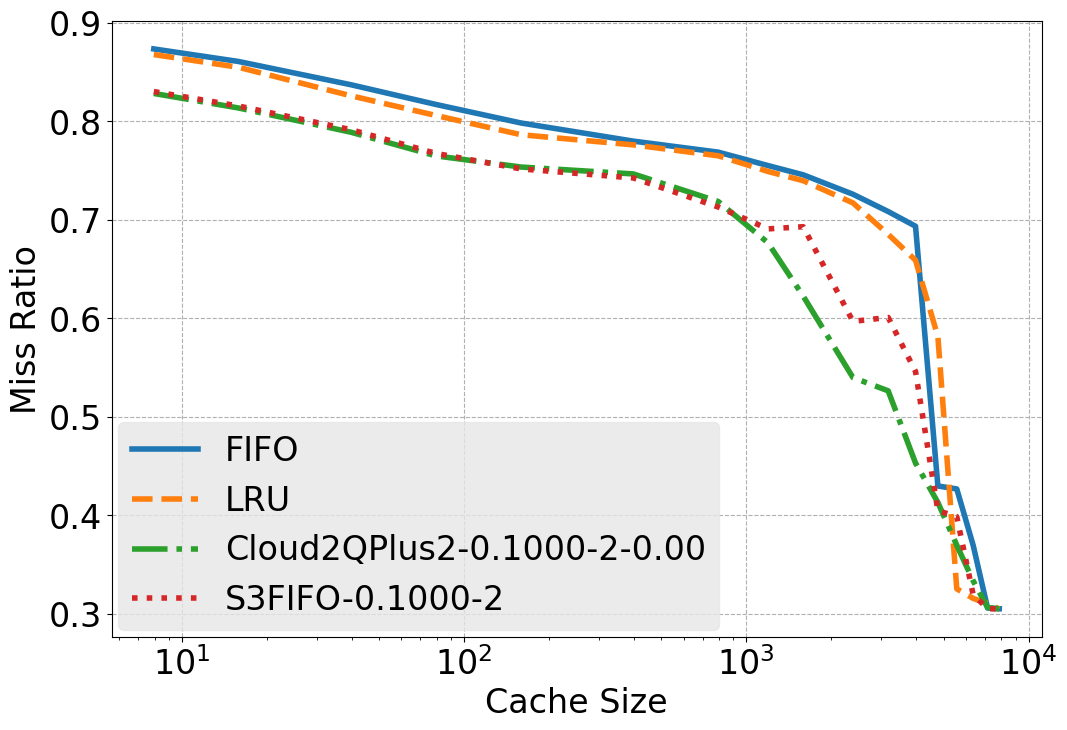 Miss Ratio
0.9
0.8
0.7
0.6
0.5
0.4
0.3
FIFO
LRU
Cloud2QPlus2-0.1000-2-0.00
S3FIFO-0.1000-2
10¹ 10² 10³ 10⁴
Cache Size